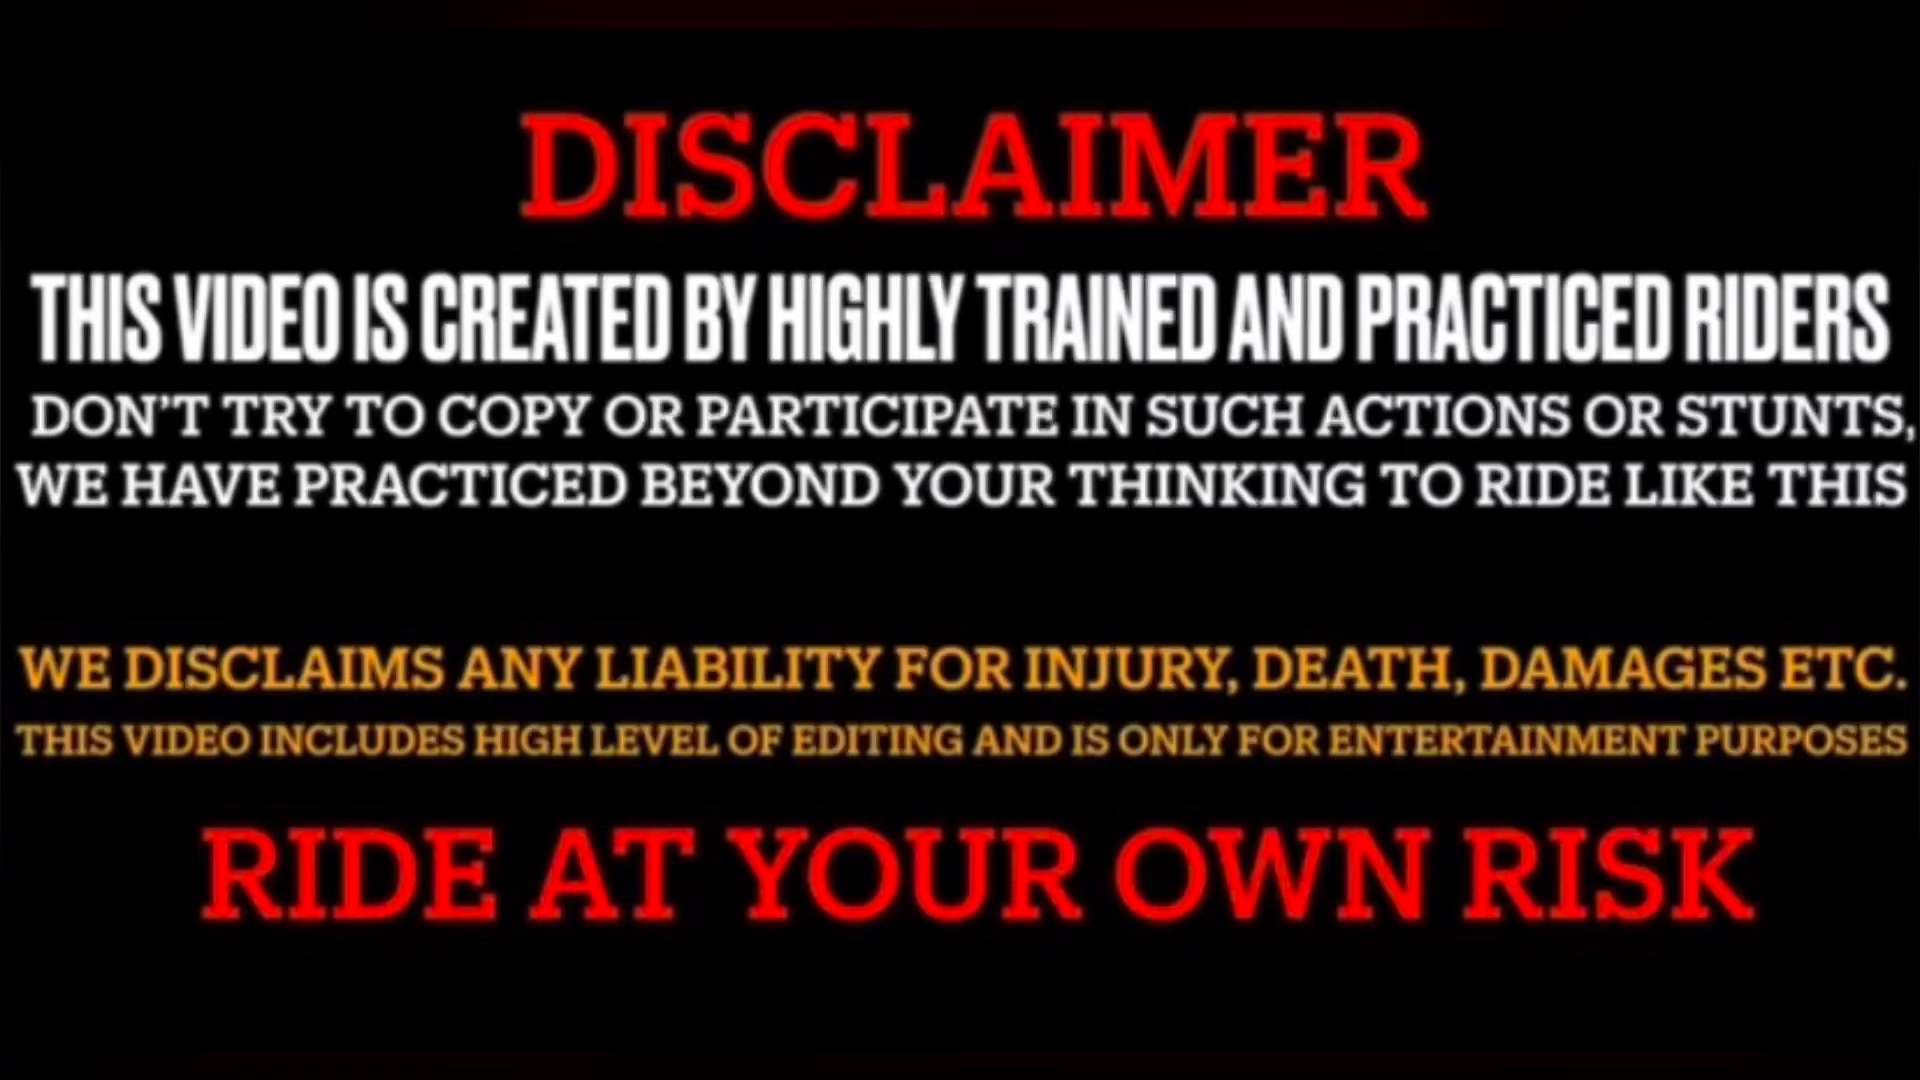 DISCLAIMER
THIS VIDEO IS CREATED BY HIGHLY TRAINED AND PRACTICED RIDERS
DON'T TRY TO COPY OR PARTICIPATE IN SUCH ACTIONS OR STUNTS,
WE HAVE PRACTICED BEYOND YOUR THINKING TO RIDE LIKE THIS
WE DISCLAIMS ANY LIABILITY FOR INJURY, DEATH, DAMAGES ETC.
THIS VIDEO INCLUDES HIGH LEVEL OF EDITING AND IS ONLY FOR ENTERTAINMENT PURPOSES
RIDE AT YOUR OWN RISK